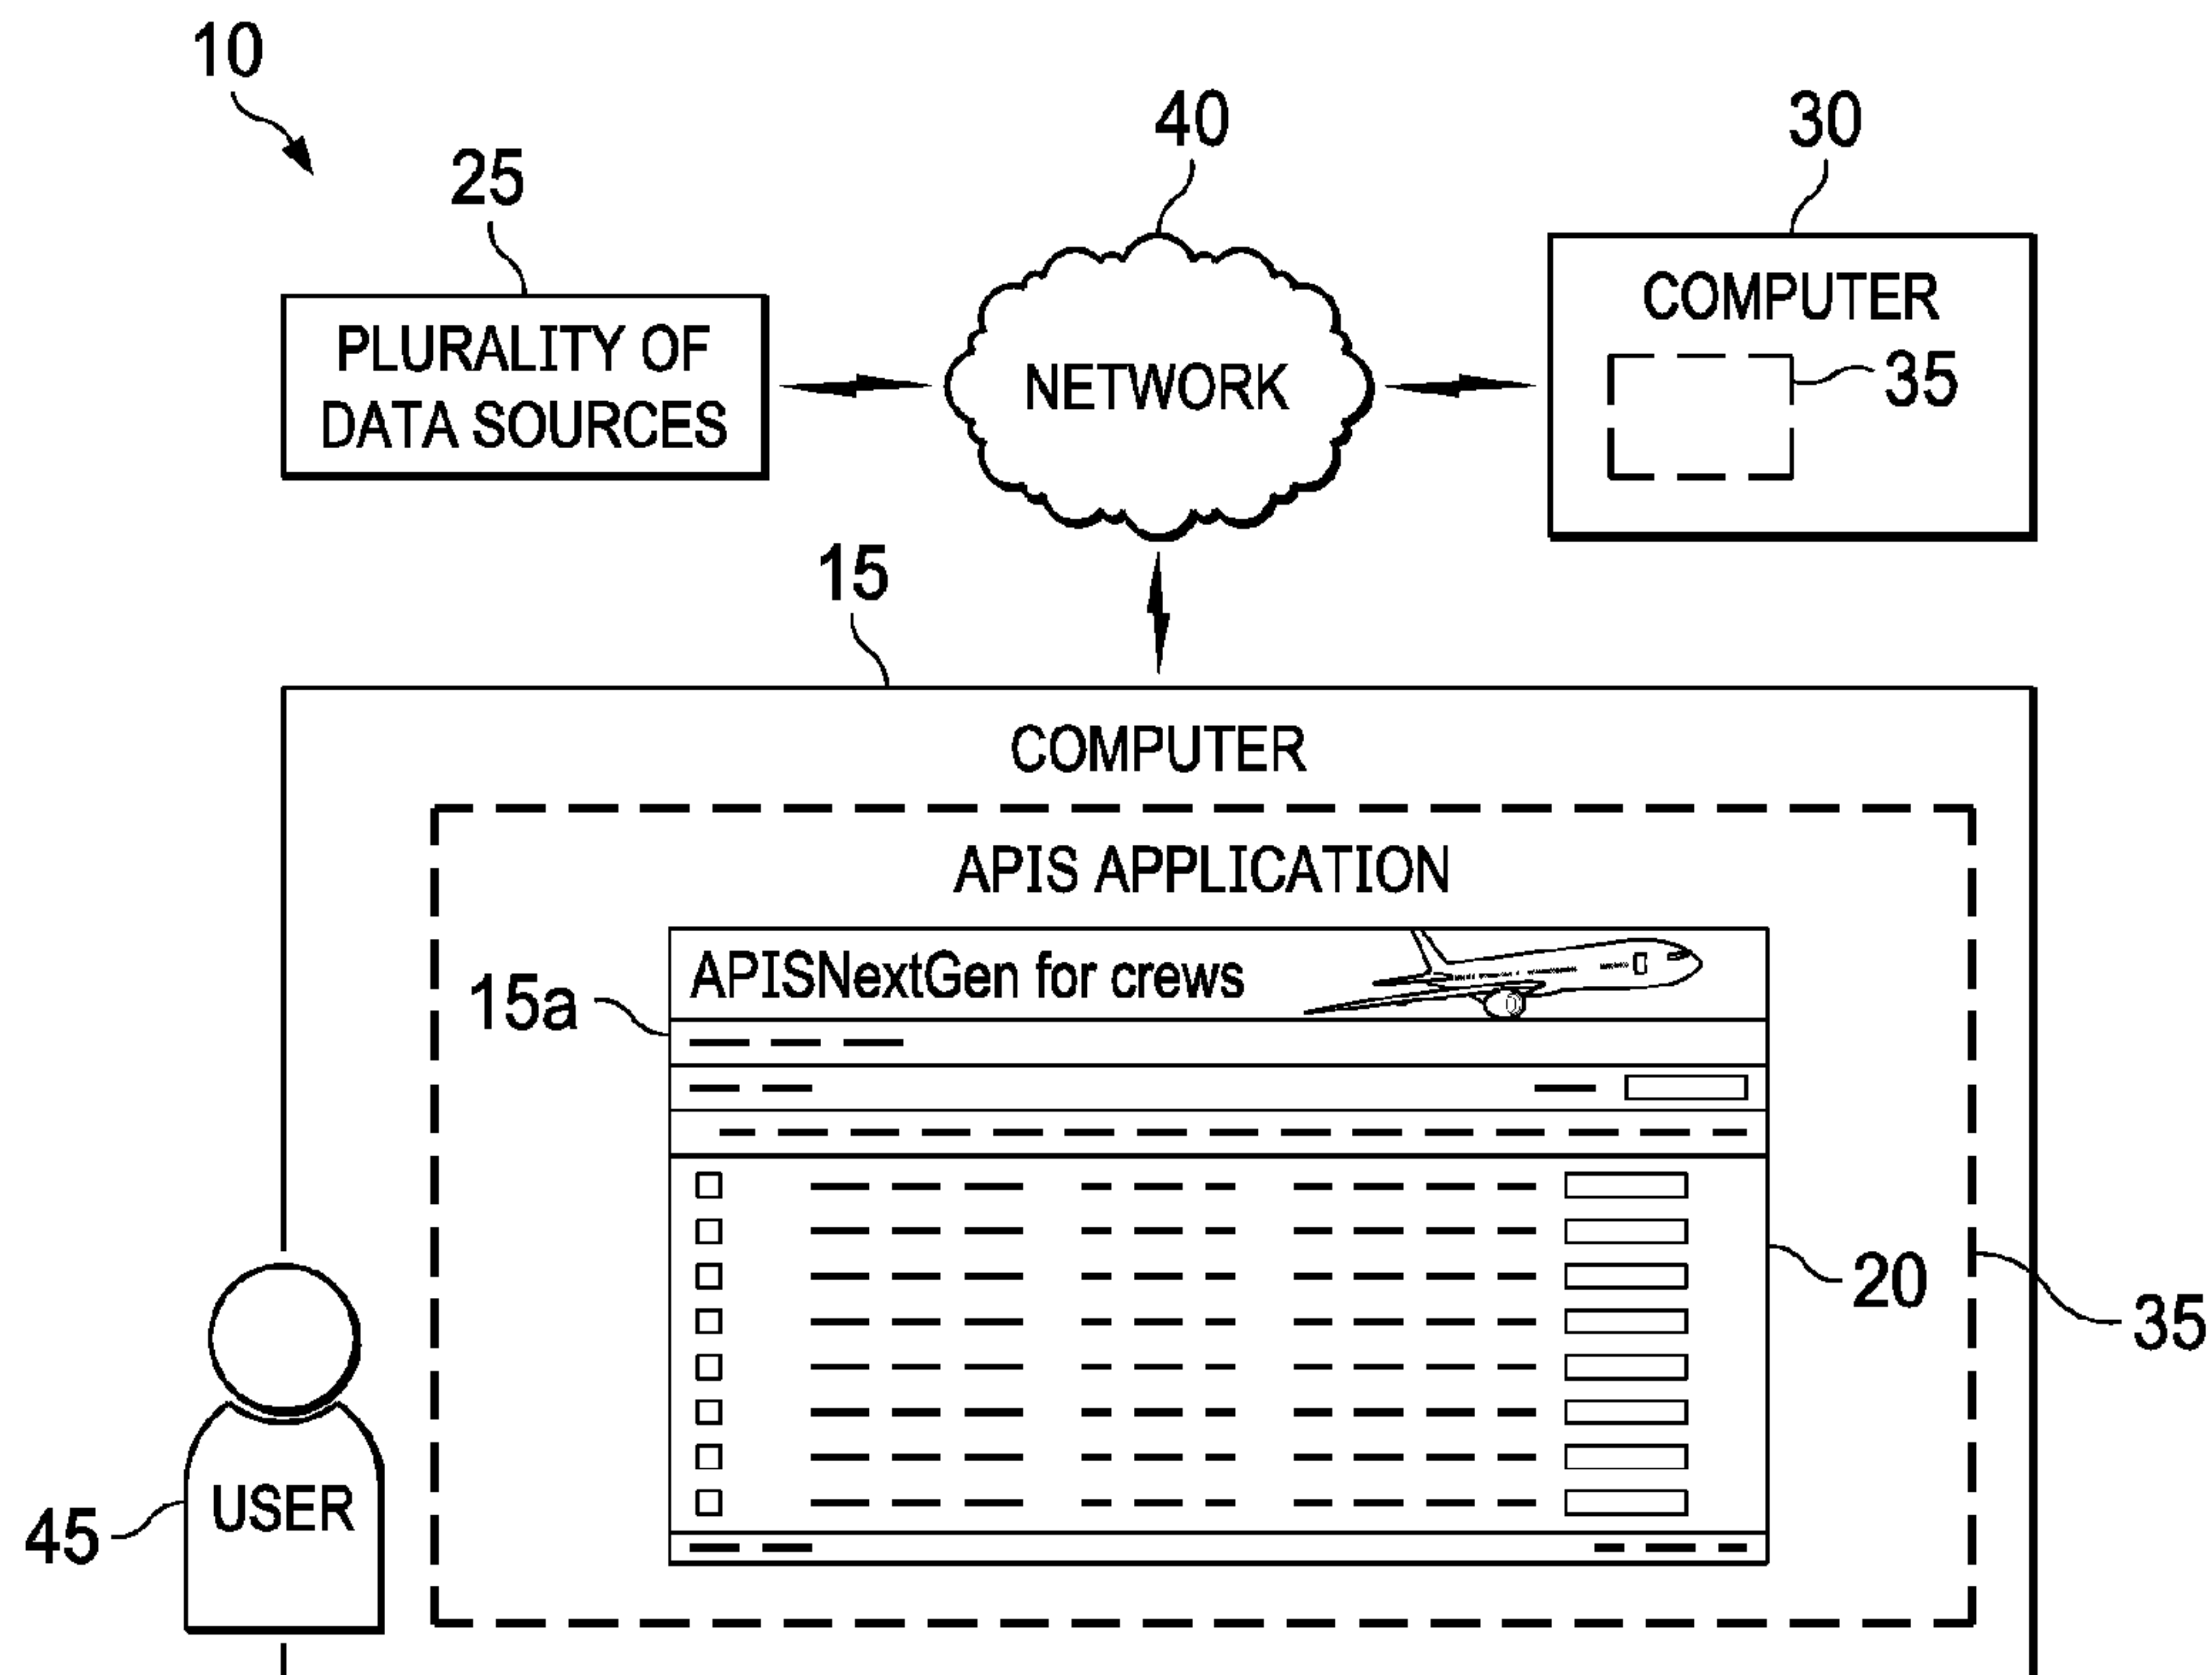 10
25
40
30
PLURALITY OF
DATA SOURCES
NETWORK
COMPUTER
35
15
COMPUTER
APIS APPLICATION
APISNextGen for crews
15a
20
35
USER
45